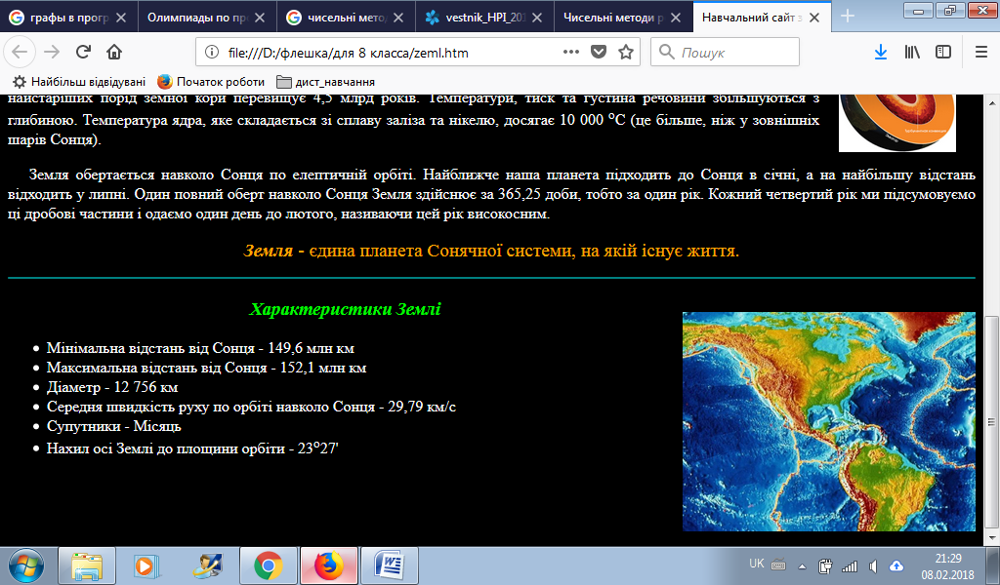 графы в прогр
Олимпиады по пр
чисельні мето
vestnik_HPI_201
Чисельні методи р
Навчальний сайт з
file:///D:/флешка/для 8 класса/zeml.htm
Пошук
Найбільш відвідувані
Початок роботи
дист_навчання
найстаріших порід земної кори перевищує 4,5 млрд років. Температури, тиск та густина речовини збільшуються з
глибиною. Температура ядра, яке складається зі сплаву заліза та нікелю, досягає 10 000 °С (це більше, ніж у зовнішніх
шарів Сонця).
Земля обертається навколо Сонця по елептичній орбіті. Найближче наша планета підходить до Сонця в січні, а на найбільшу відстань
відходить у липні. Один повний оберт навколо Сонця Земля здійснює за 365,25 доби, тобто за один рік. Кожний четвертий рік ми підсумовуємо
ці дробові частини і одаємо один день до лютого, називаючи цей рік високосним.
Земля - єдина планета Сонячної системи, на якій існує життя.
Характеристики Землі
Мінімальна відстань від Сонця - 149,6 млн км
Максимальна відстань від Сонця - 152,1 млн км
Діаметр - 12 756 км
Середня швидкість руху по орбіті навколо Сонця - 29,79 км/с
Супутники - Місяць
Нахил осі Землі до площини орбіти - 23°27'
UK
21:29
08.02.2018